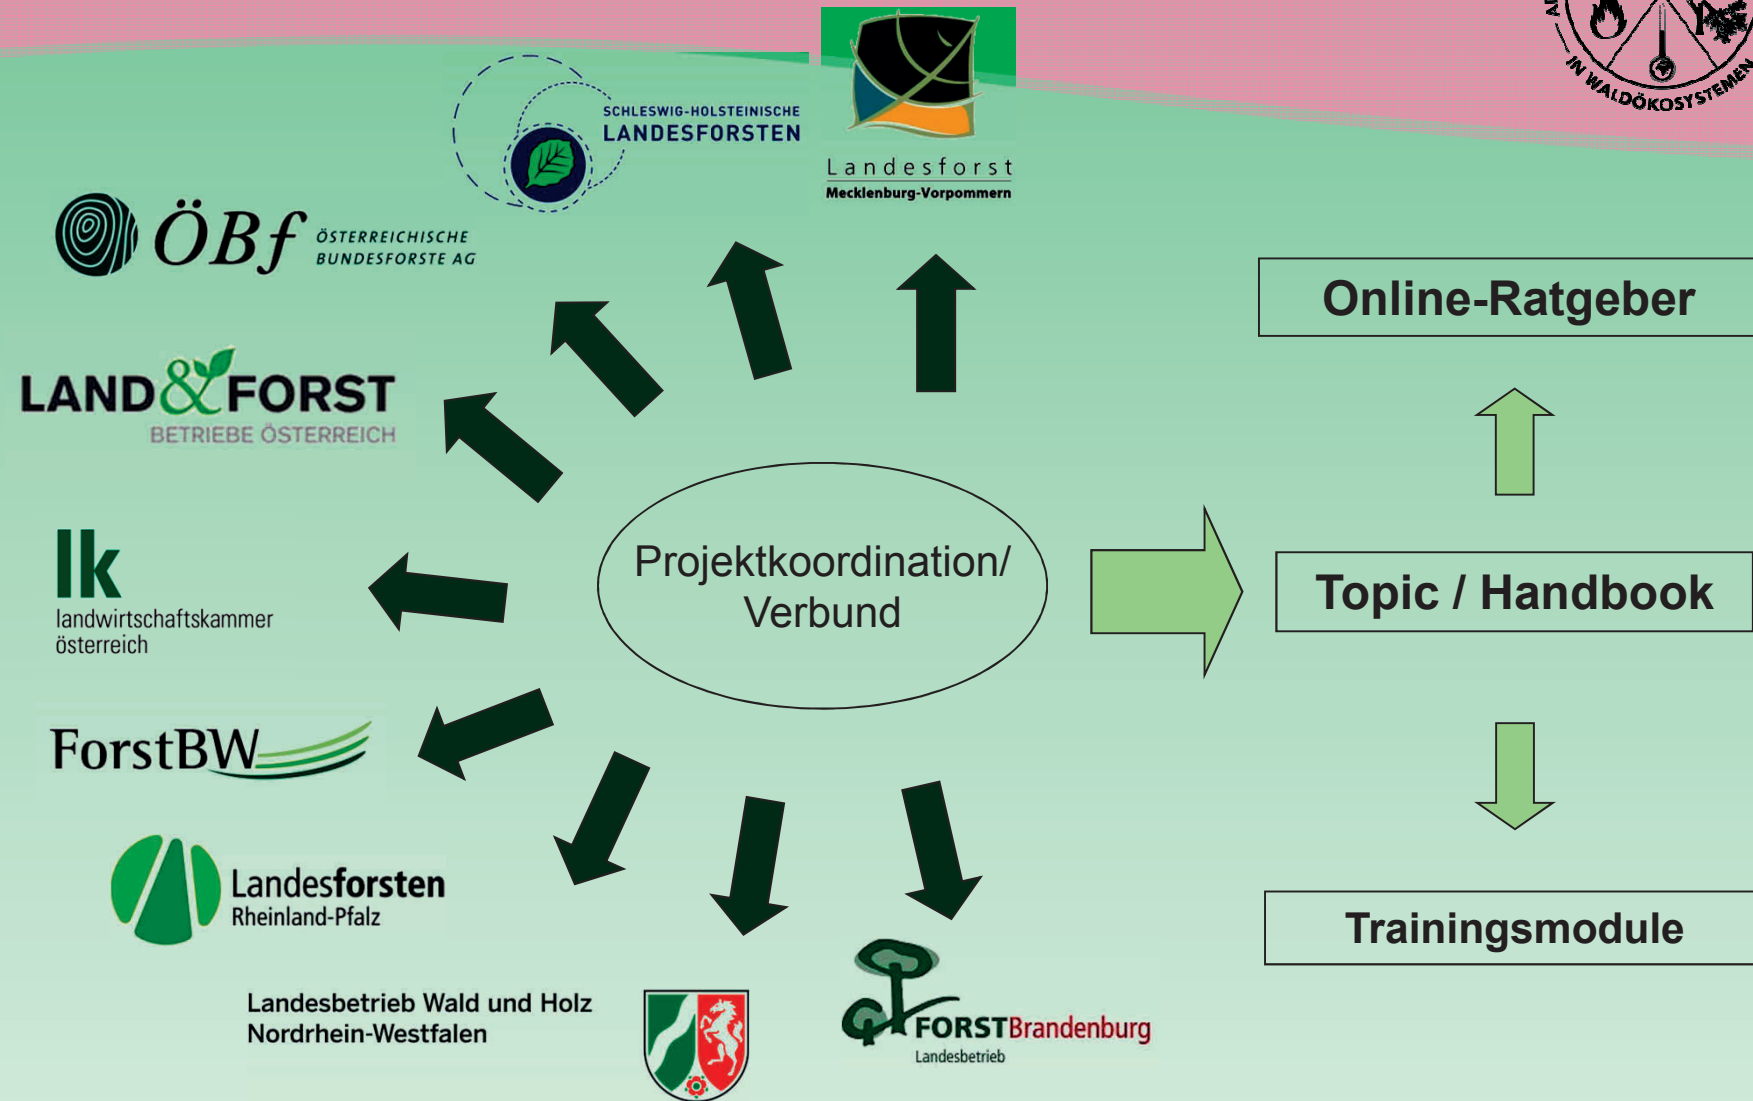 IN WALDÖKOSYSTEMEN
SCHLESWIG-HOLSTEINISCHE
LANDESFORSTEN
Landesforst
Mecklenburg-Vorpommern
ÖBf ÖSTERREICHISCHE
BUNDESFORSTE AG
LAND&FORST
BETRIEBE ÖSTERREICH
lk
landwirtschaftskammer
österreich
ForstBW
Landesforsten
Rheinland-Pfalz
Landesbetrieb Wald und Holz
Nordrhein-Westfalen
FORSTBrandenburg
Landesbetrieb
Projektkoordination/
Verbund
Online-Ratgeber
Topic / Handbook
Trainingsmodule